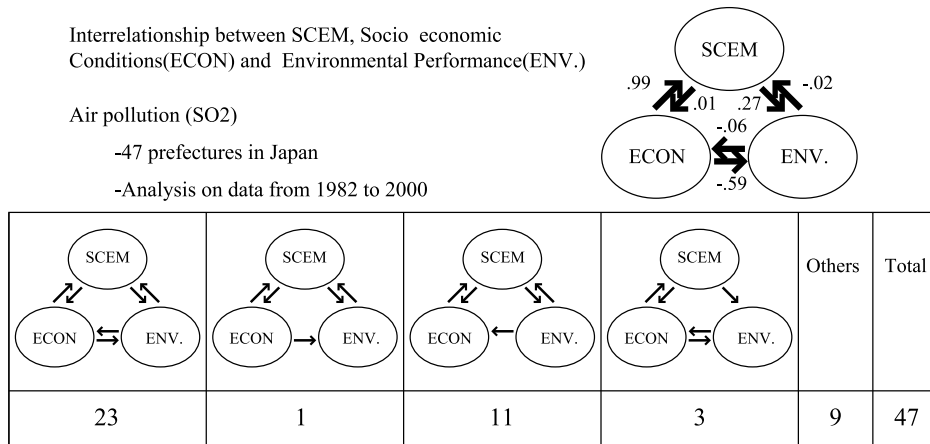 Interrelationship between SCEM, Socio economic
Conditions(ECON) and Environmental Performance(ENV.)
Air pollution (SO2)
-47 prefectures in Japan
-Analysis on data from 1982 to 2000
SCEM
.99
.01
.27
-.02
-.06
ECON
ENV.
-.59
SCEM
ECON
ENV.
SCEM
ECON
ENV.
SCEM
ECON
ENV.
SCEM
ECON
ENV.
Others
Total
23
1
11
3
9
47